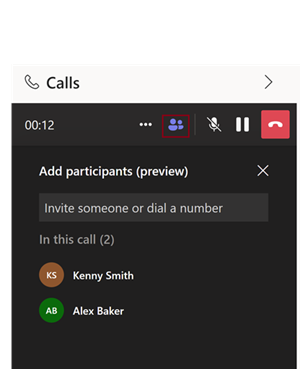 Calls
00:12
Add participants (preview)
Invite someone or dial a number
In this call (2)
KS Kenny Smith
AB Alex Baker